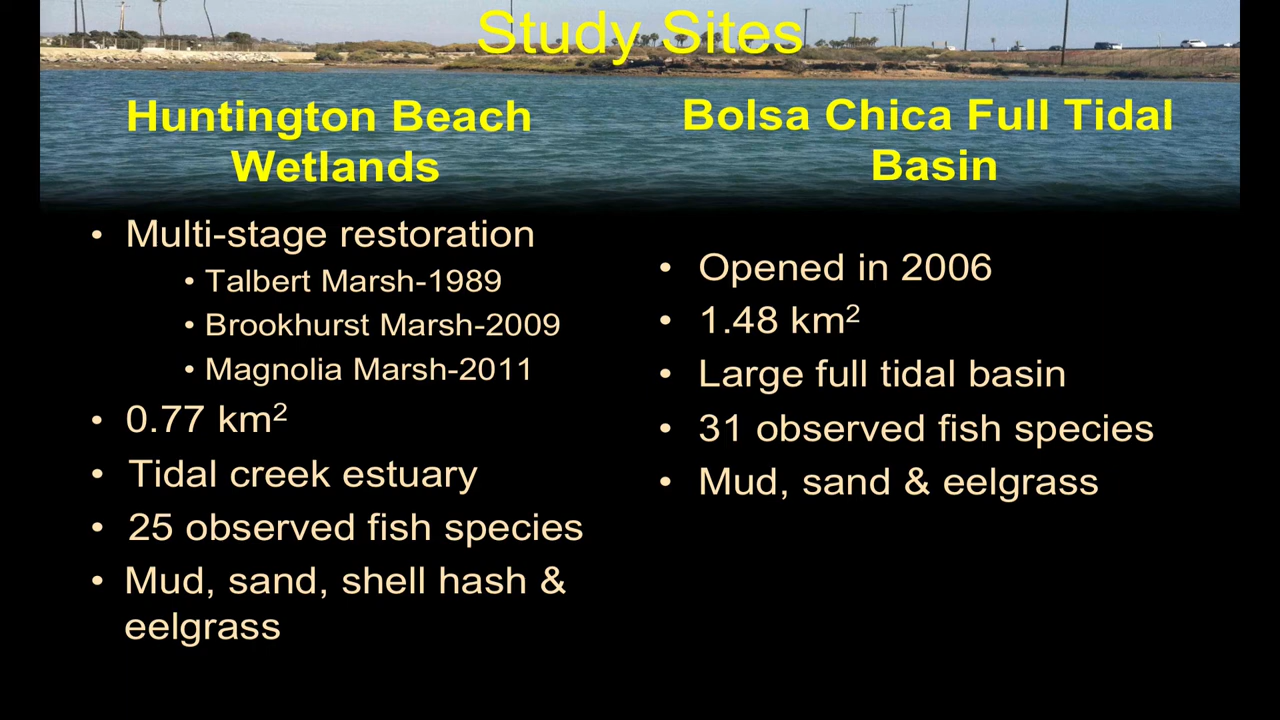 Study Sites
Huntington Beach
Wetlands
• Multi-stage restoration
• Talbert Marsh-1989
• Brookhurst Marsh-2009
• Magnolia Marsh-2011
• 0.77 km²
• Tidal creek estuary
• 25 observed fish species
• Mud, sand, shell hash &
eelgrass
Bolsa Chica Full Tidal
Basin
• Opened in 2006
• 1.48 km²
• Large full tidal basin
• 31 observed fish species
• Mud, sand & eelgrass